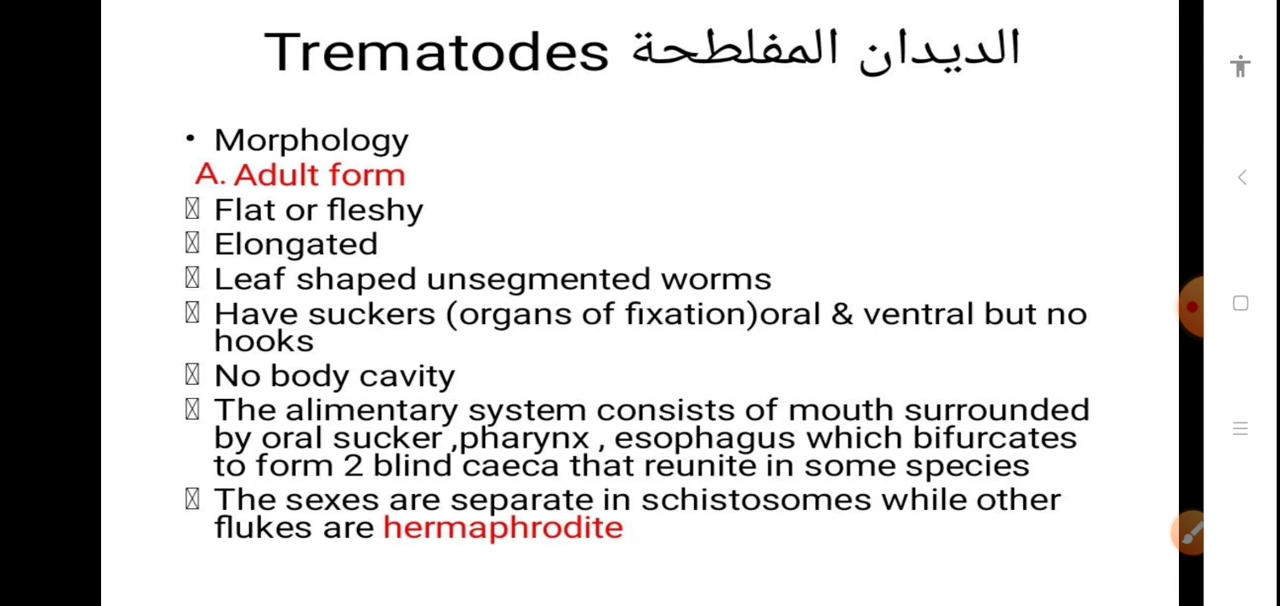 Trematodes الديدان المفلطحة
• Morphology
A. Adult form
Flat or fleshy
Elongated
Leaf shaped unsegmented worms
Have suckers (organs of fixation)oral & ventral but no
hooks
No body cavity
The alimentary system consists of mouth surrounded
by oral sucker ,pharynx , esophagus which bifurcates
to form 2 blind caeca that reunite in some species
The sexes are separate in schistosomes while other
flukes are hermaphrodite